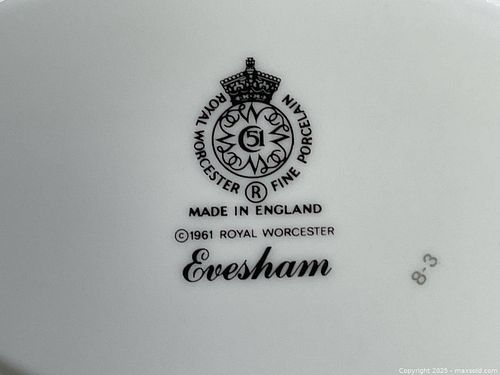 ROYAL WORCESTER ® FINE PORCELAIN
51
MADE IN ENGLAND
©1961 ROYAL WORCESTER
Evesham
8-3
Copyright 2025 - maxsold.com